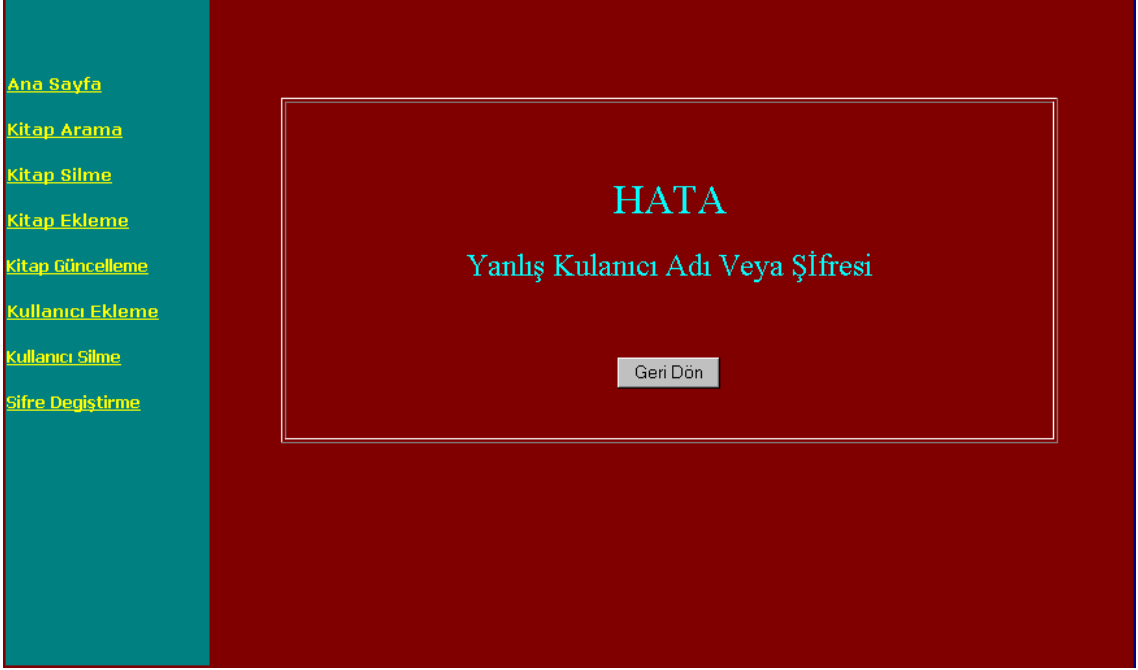 Ana Sayfa
Kitap Arama
Kitap Silme
Kitap Ekleme
Kitap Güncelleme
Kullanıcı Ekleme
Kullanıcı Silme
Sifre Degiştirme
HATA
Yanlış Kulanıcı Adı Veya Şİfresi
Geri Dön